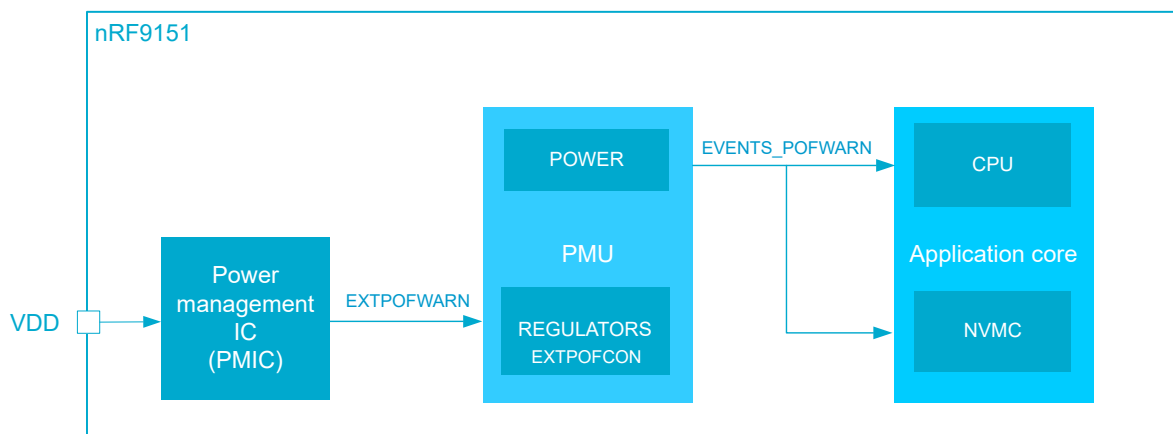 nRF9151
VDD
Power
management
IC
(PMIC)
EXTPOFWARN
POWER
PMU
REGULATORS
EXTPOFCON
EVENTS_POFWARN
CPU
Application core
NVMC